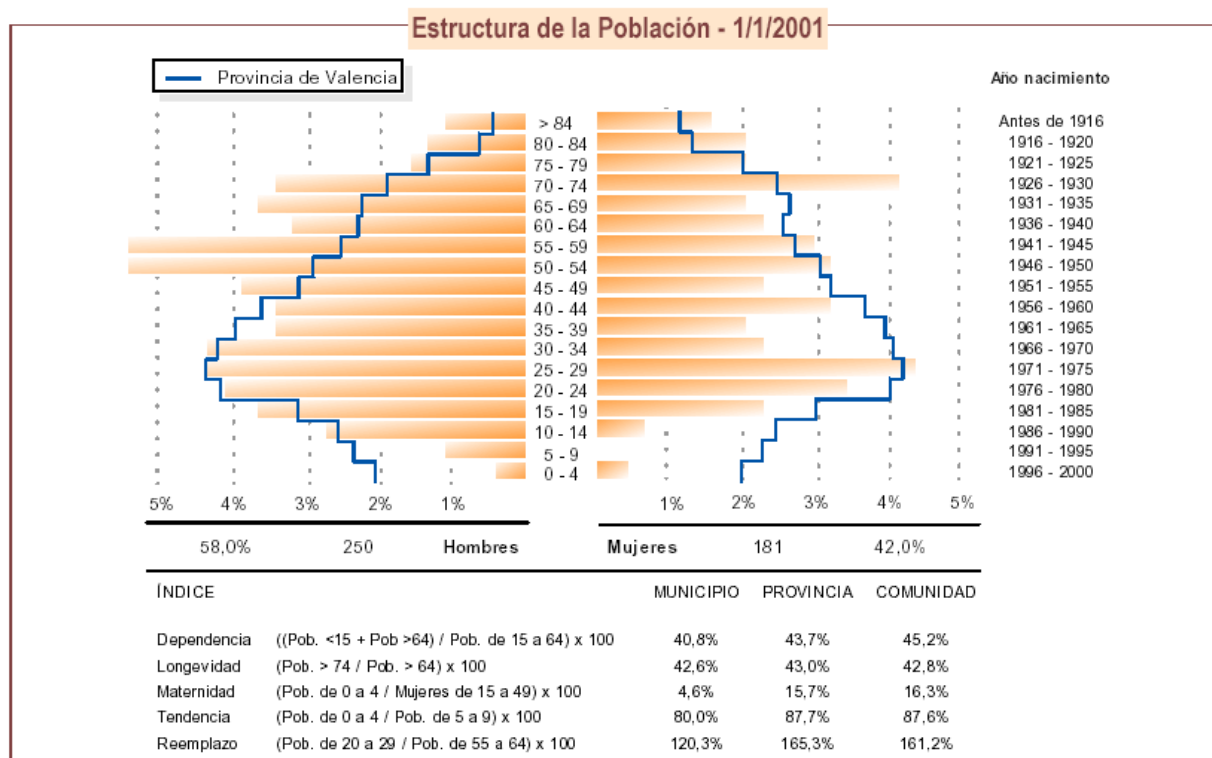 Estructura de la Población - 1/1/2001
Provincia de Valencia
Año nacimiento
> 84 Antes de 1916
80 - 84 1916 - 1920
75 - 79 1921 - 1925
70 - 74 1926 - 1930
65 - 69 1931 - 1935
60 - 64 1936 - 1940
55 - 59 1941 - 1945
50 - 54 1946 - 1950
45 - 49 1951 - 1955
40 - 44 1956 - 1960
35 - 39 1961 - 1965
30 - 34 1966 - 1970
25 - 29 1971 - 1975
20 - 24 1976 - 1980
15 - 19 1981 - 1985
10 - 14 1986 - 1990
5 - 9 1991 - 1995
0 - 4 1996 - 2000
5% 4% 3% 2% 1% 1% 2% 3% 4% 5%
58,0% 250 Hombres Mujeres 181 42,0%
ÍNDICE MUNICIPIO PROVINCIA COMUNIDAD
Dependencia ((Pob. <15 + Pob >64) / Pob. de 15 a 64) x 100 40,8% 43,7% 45,2%
Longevidad (Pob. > 74 / Pob. > 64) x 100 42,6% 43,0% 42,8%
Maternidad (Pob. de 0 a 4 / Mujeres de 15 a 49) x 100 4,6% 15,7% 16,3%
Tendencia (Pob. de 0 a 4 / Pob. de 5 a 9) x 100 80,0% 87,7% 87,6%
Reemplazo (Pob. de 20 a 29 / Pob. de 55 a 64) x 100 120,3% 165,3% 161,2%